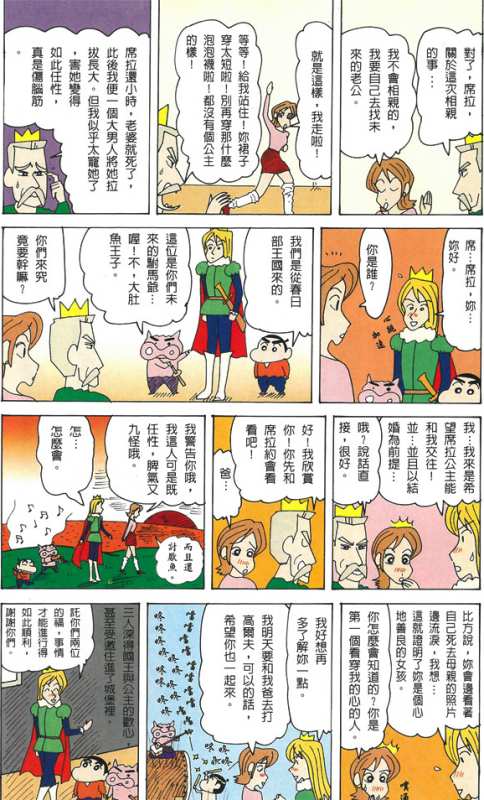 對了，席拉，
關於這次相親
的事…
我不會相親的，
我要自己去找未
來的老公。
就是這樣，我走啦！
等等！給我站住！妳裙子
穿太短啦！別再穿那什麼
泡泡襪啦！都沒有個公主
的樣！
席拉還小時，老婆就死了，
此後我便一個大男人將她拉
拔長大。但我似乎太寵她了
，害她變得
如此任性，
真是傷腦筋
席…席拉，妳…
妳好。
你是誰？
心跳
加速
我們是從春日
部王國來的。
這位是你們未
來的駙馬爺…
喔！不，大肚
魚王子。
你們來究
竟要幹嘛？
我…我來是希
望席拉公主能
和我交往！
並…並且以結
婚為前提…
哦？說話直
接，很好。
好！我欣賞
你！你先和
席拉約會看
看吧！
爸…
我警告你哦，
我這人可是既
任性，脾氣又
九怪哦。
而且還
討厭魚。
怎…
怎麼會。
比方說，妳會邊看著
自己死去母親的照片
邊流淚，我想…
這就證明了妳是個心
地善良的女孩。
你怎麼會知道的？你是
第一個看穿我的心的人。
我好想再
多了解妳一點。
我明天要和我爸去打
高爾夫，可以的話，
希望你也一起來。
三人深得國王與公主的歡心，
甚至受邀住進了城堡裡。
託你們兩位
的福，事情
才能進行得
如此順利，
謝謝你們。